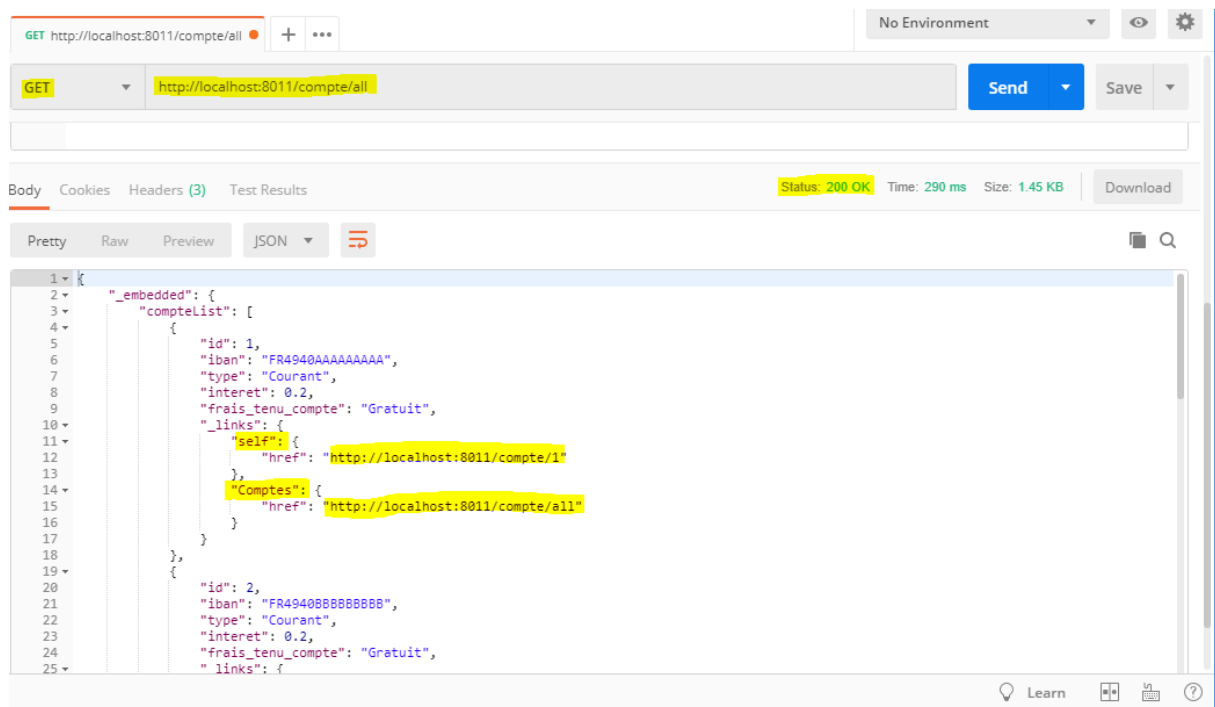 GET http://localhost:8011/compte/all
No Environment
GET http://localhost:8011/compte/all Send Save
Body Cookies Headers (3) Test Results Status: 200 OK Time: 290 ms Size: 1.45 KB Download
Pretty Raw Preview JSON
1 {
2 "_embedded": {
3 "compteList": [
4 {
5 "id": 1,
6 "iban": "FR4940AAAAAAAAA",
7 "type": "Courant",
8 "interet": 0.2,
9 "frais_tenu_compte": "Gratuit",
10 "_links": {
11 "self": {
12 "href": "http://localhost:8011/compte/1"
13 },
14 "Comptes": {
15 "href": "http://localhost:8011/compte/all"
16 }
17 }
18 },
19 {
20 "id": 2,
21 "iban": "FR4940BBBBBBBBB",
22 "type": "Courant",
23 "interet": 0.2,
24 "frais_tenu_compte": "Gratuit",
25 "_links": {
Learn